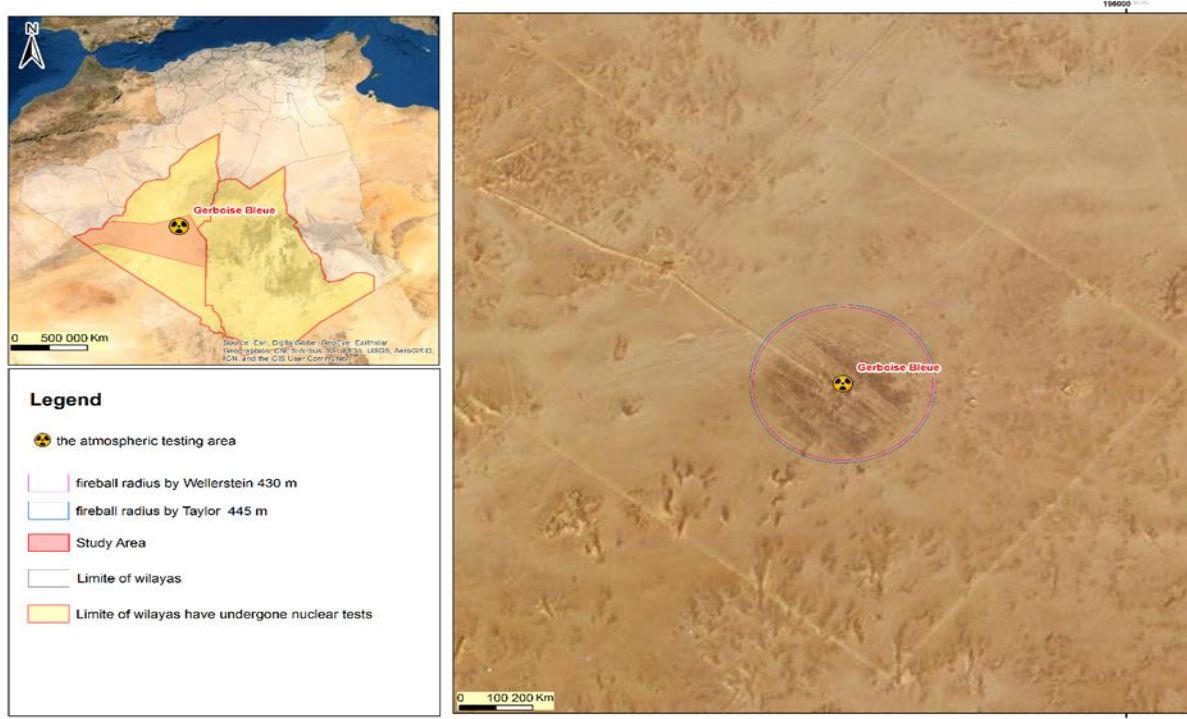 N
Gerboise Bleue
0 500 000 Km
Legend
the atmospheric testing area
fireball radius by Wellerstein 430 m
fireball radius by Taylor 445 m
Study Area
Limite of wilayas
Limite of wilayas have undergone nuclear tests
196000
Gerboise Bleue
0 100 200 Km